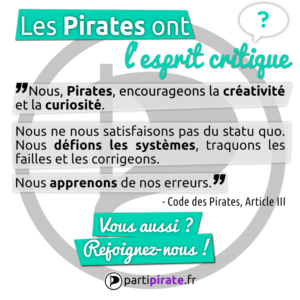 Les Pirates ont
?
l'esprit critique
❞Nous, Pirates, encourageons la créativité
et la curiosité.
Nous ne nous satisfaisons pas du statu quo.
Nous défions les systèmes, traquons les
failles et les corrigeons.
Nous apprenons de nos erreurs.❞
- Code des Pirates, Article III
Vous aussi ?
Rejoignez-nous !
partipirate.fr